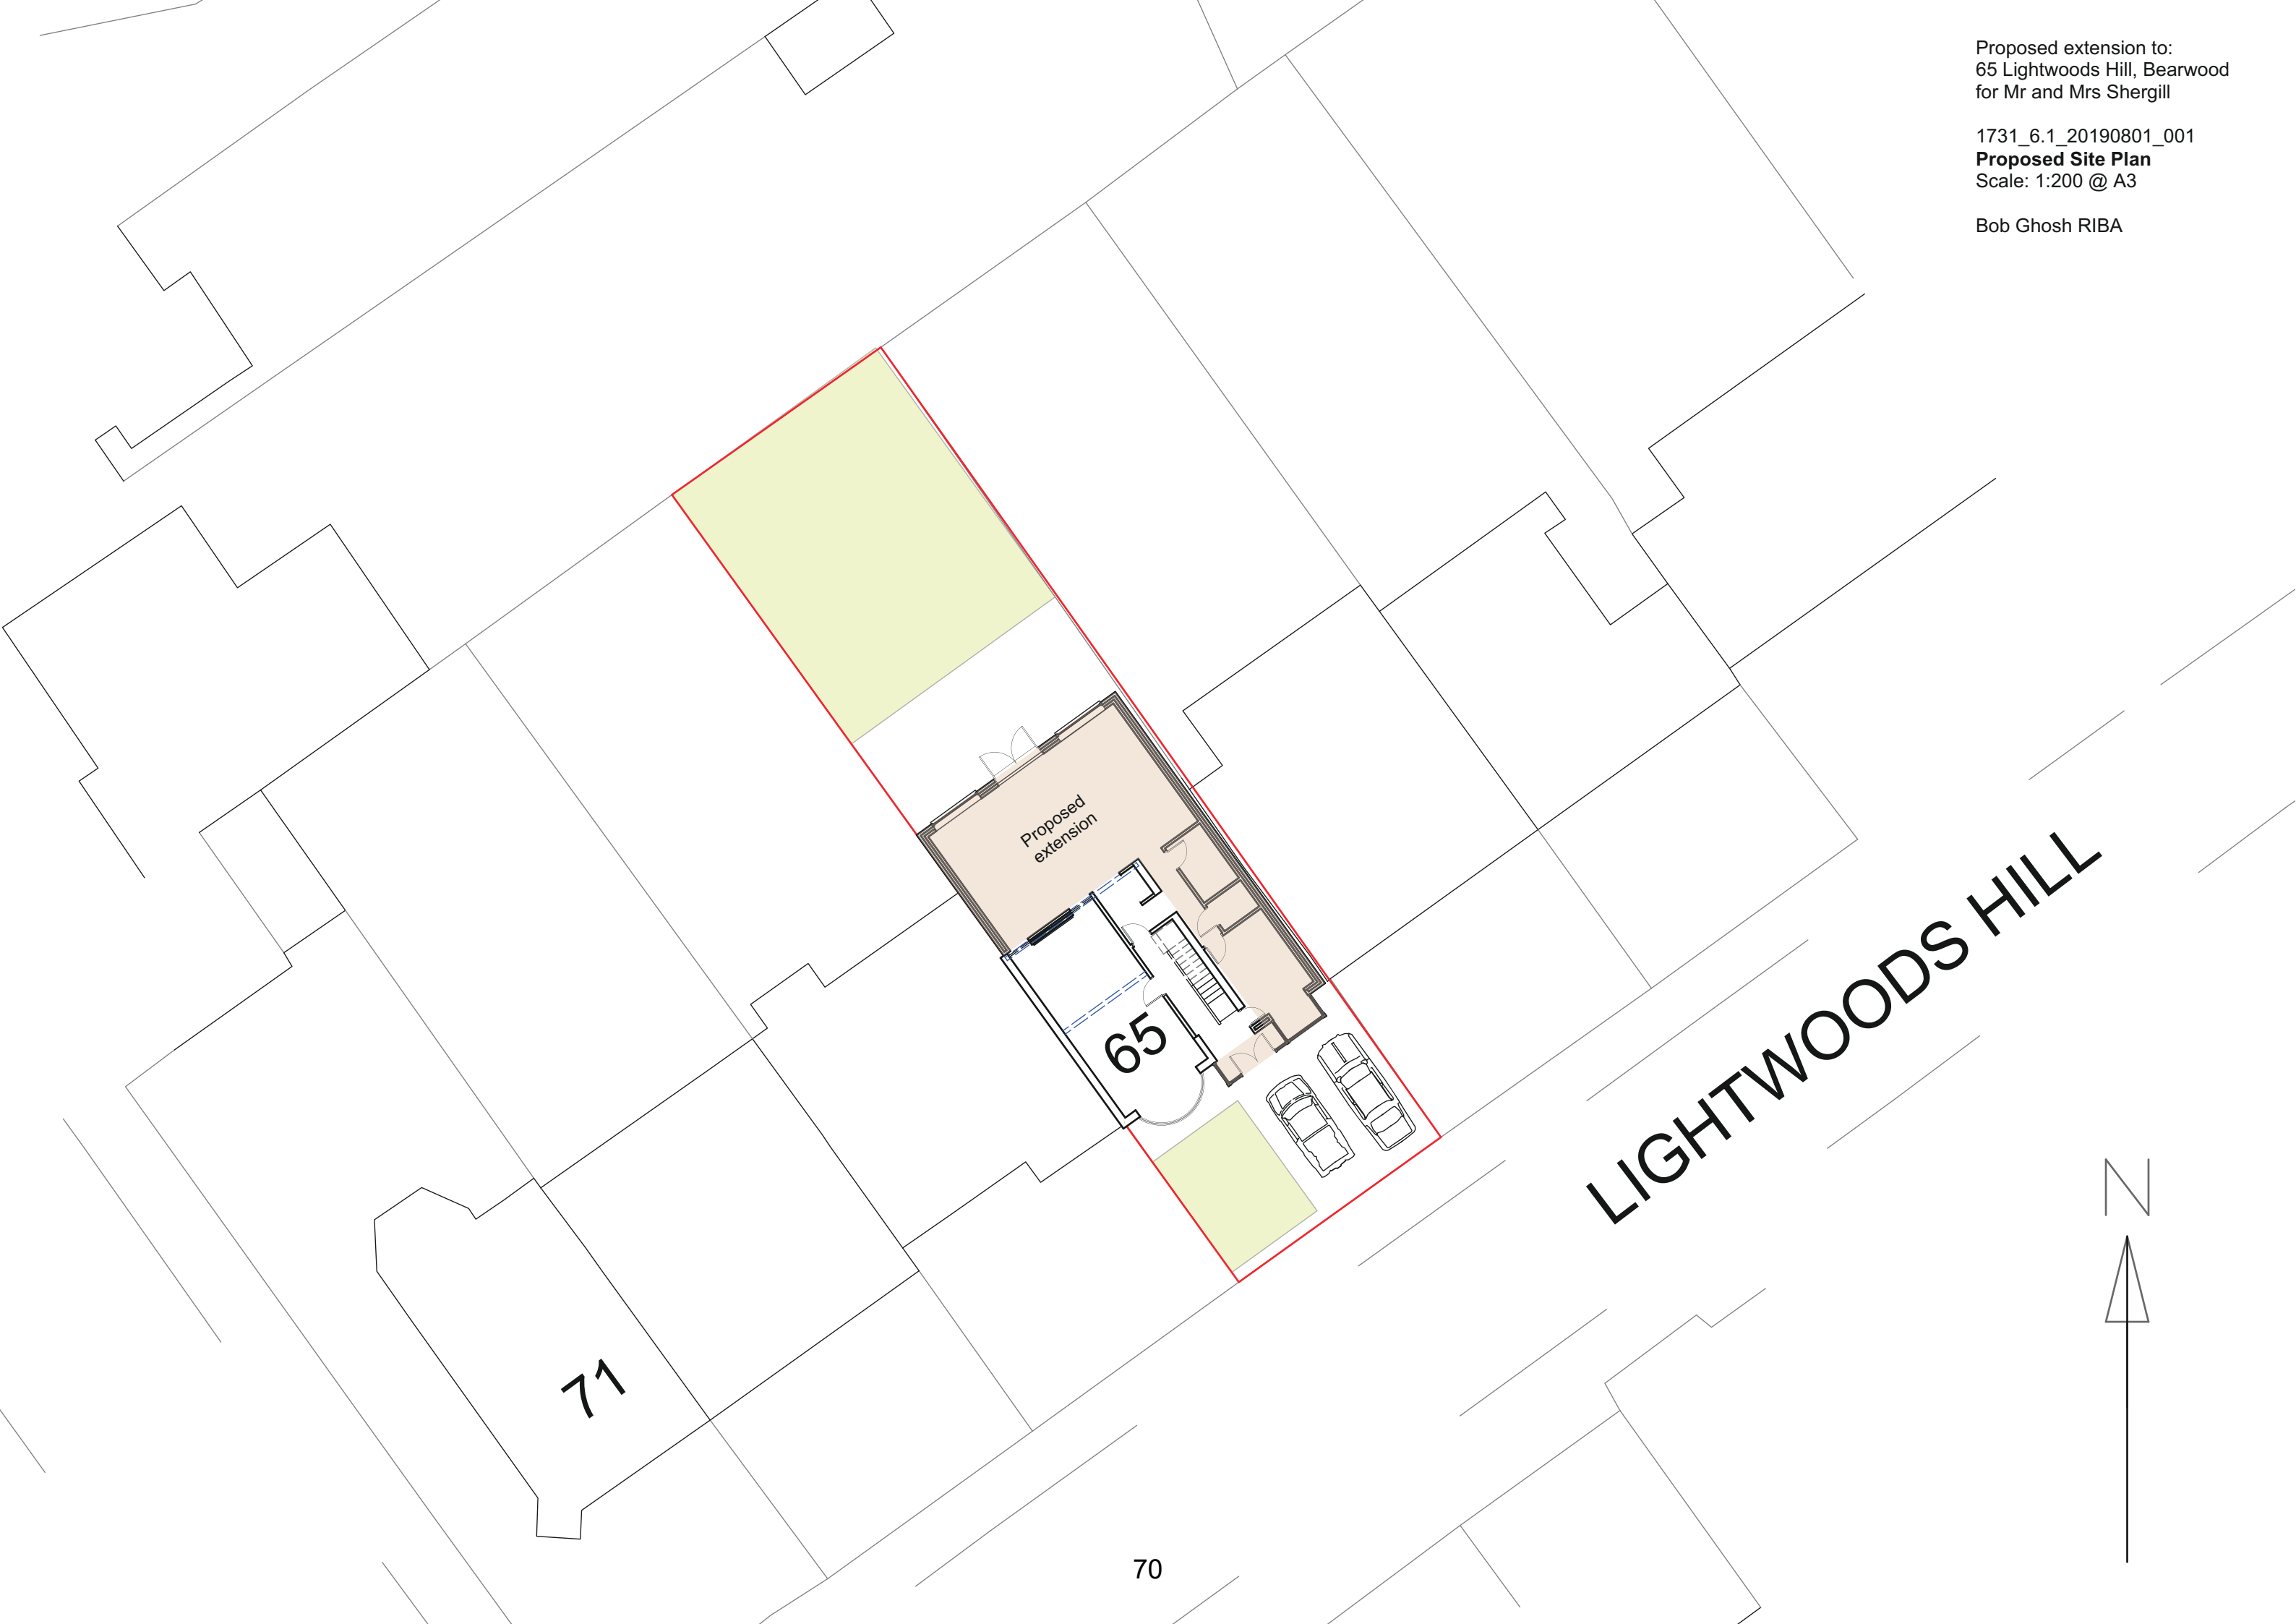 Proposed extension to:
65 Lightwoods Hill, Bearwood
for Mr and Mrs Shergill
1731_6.1_20190801_001
Proposed Site Plan
Scale: 1:200 @ A3
Bob Ghosh RIBA
Proposed
extension
65
LIGHTWOODS HILL
N
71
70